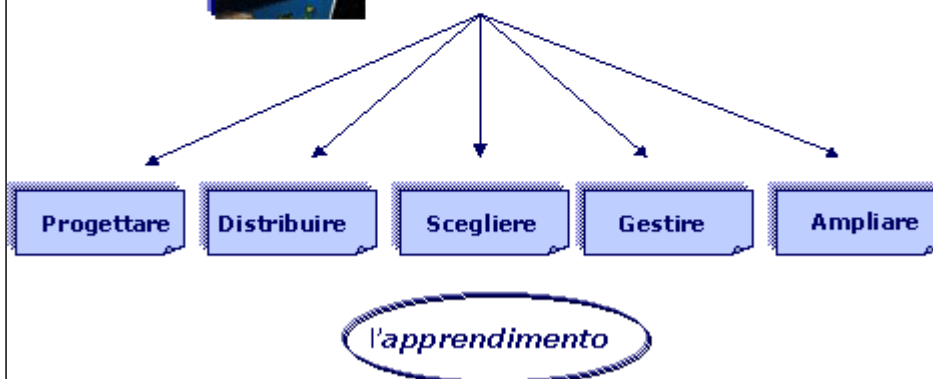 Progettare Distribuire Scegliere Gestire Ampliare
l'apprendimento